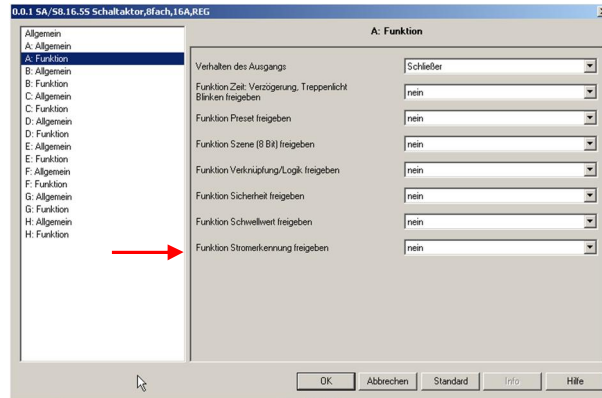 0.0.1 SA/S8.16.5S Schaltaktor,8fach,16A,REG
Allgemein
A: Allgemein
A: Funktion
B: Allgemein
B: Funktion
C: Allgemein
C: Funktion
D: Allgemein
D: Funktion
E: Allgemein
E: Funktion
F: Allgemein
F: Funktion
G: Allgemein
G: Funktion
H: Allgemein
H: Funktion
A: Funktion
Verhalten des Ausgangs Schließer
Funktion Zeit: Verzögerung, Treppenlicht
Blinken freigeben nein
Funktion Preset freigeben nein
Funktion Szene (8 Bit) freigeben nein
Funktion Verknüpfung/Logik freigeben nein
Funktion Sicherheit freigeben nein
Funktion Schwellwert freigeben nein
Funktion Stromerkennung freigeben nein
OK Abbrechen Standard Info Hilfe